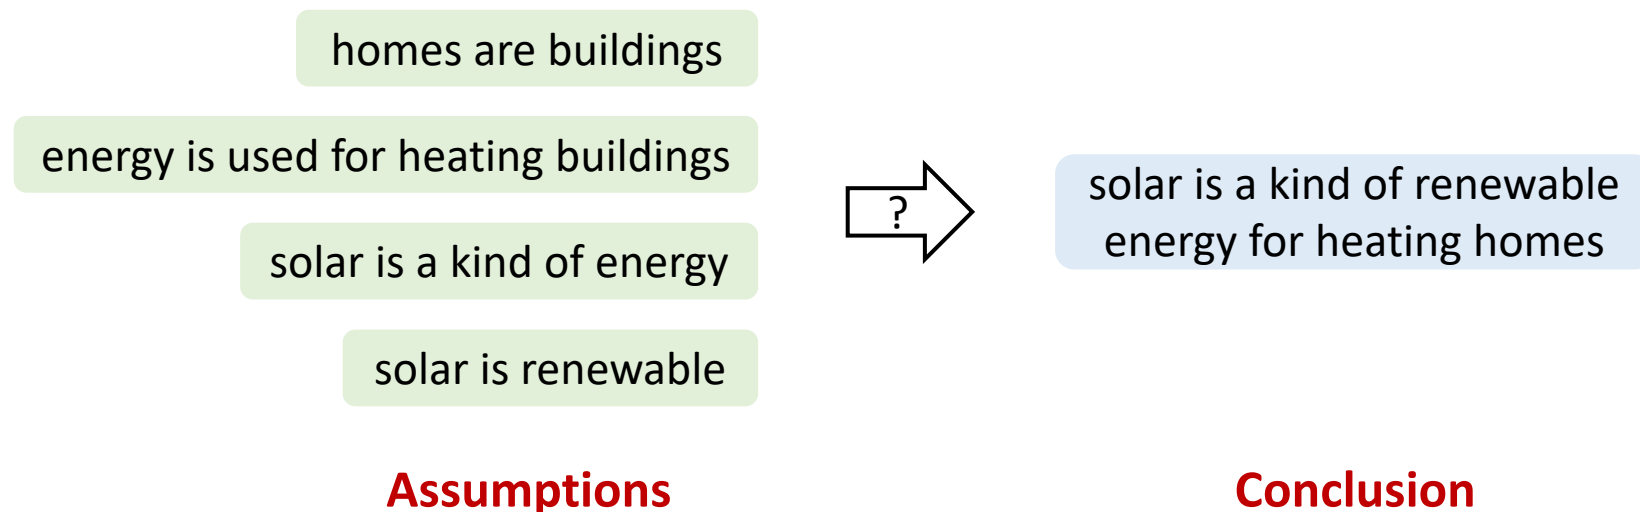 homes are buildings
energy is used for heating buildings
solar is a kind of energy
solar is renewable
?
solar is a kind of renewable
energy for heating homes
Assumptions
Conclusion